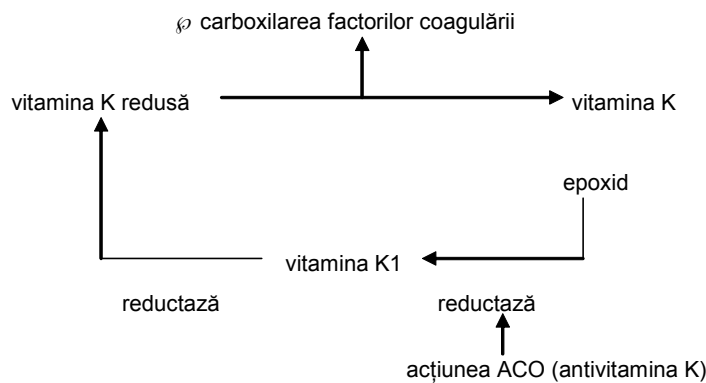 ℘ carboxilarea factorilor coagulării
vitamina K redusă
vitamina K
epoxid
vitamina K1
reductază
reductază
acțiunea ACO (antivitamina K)